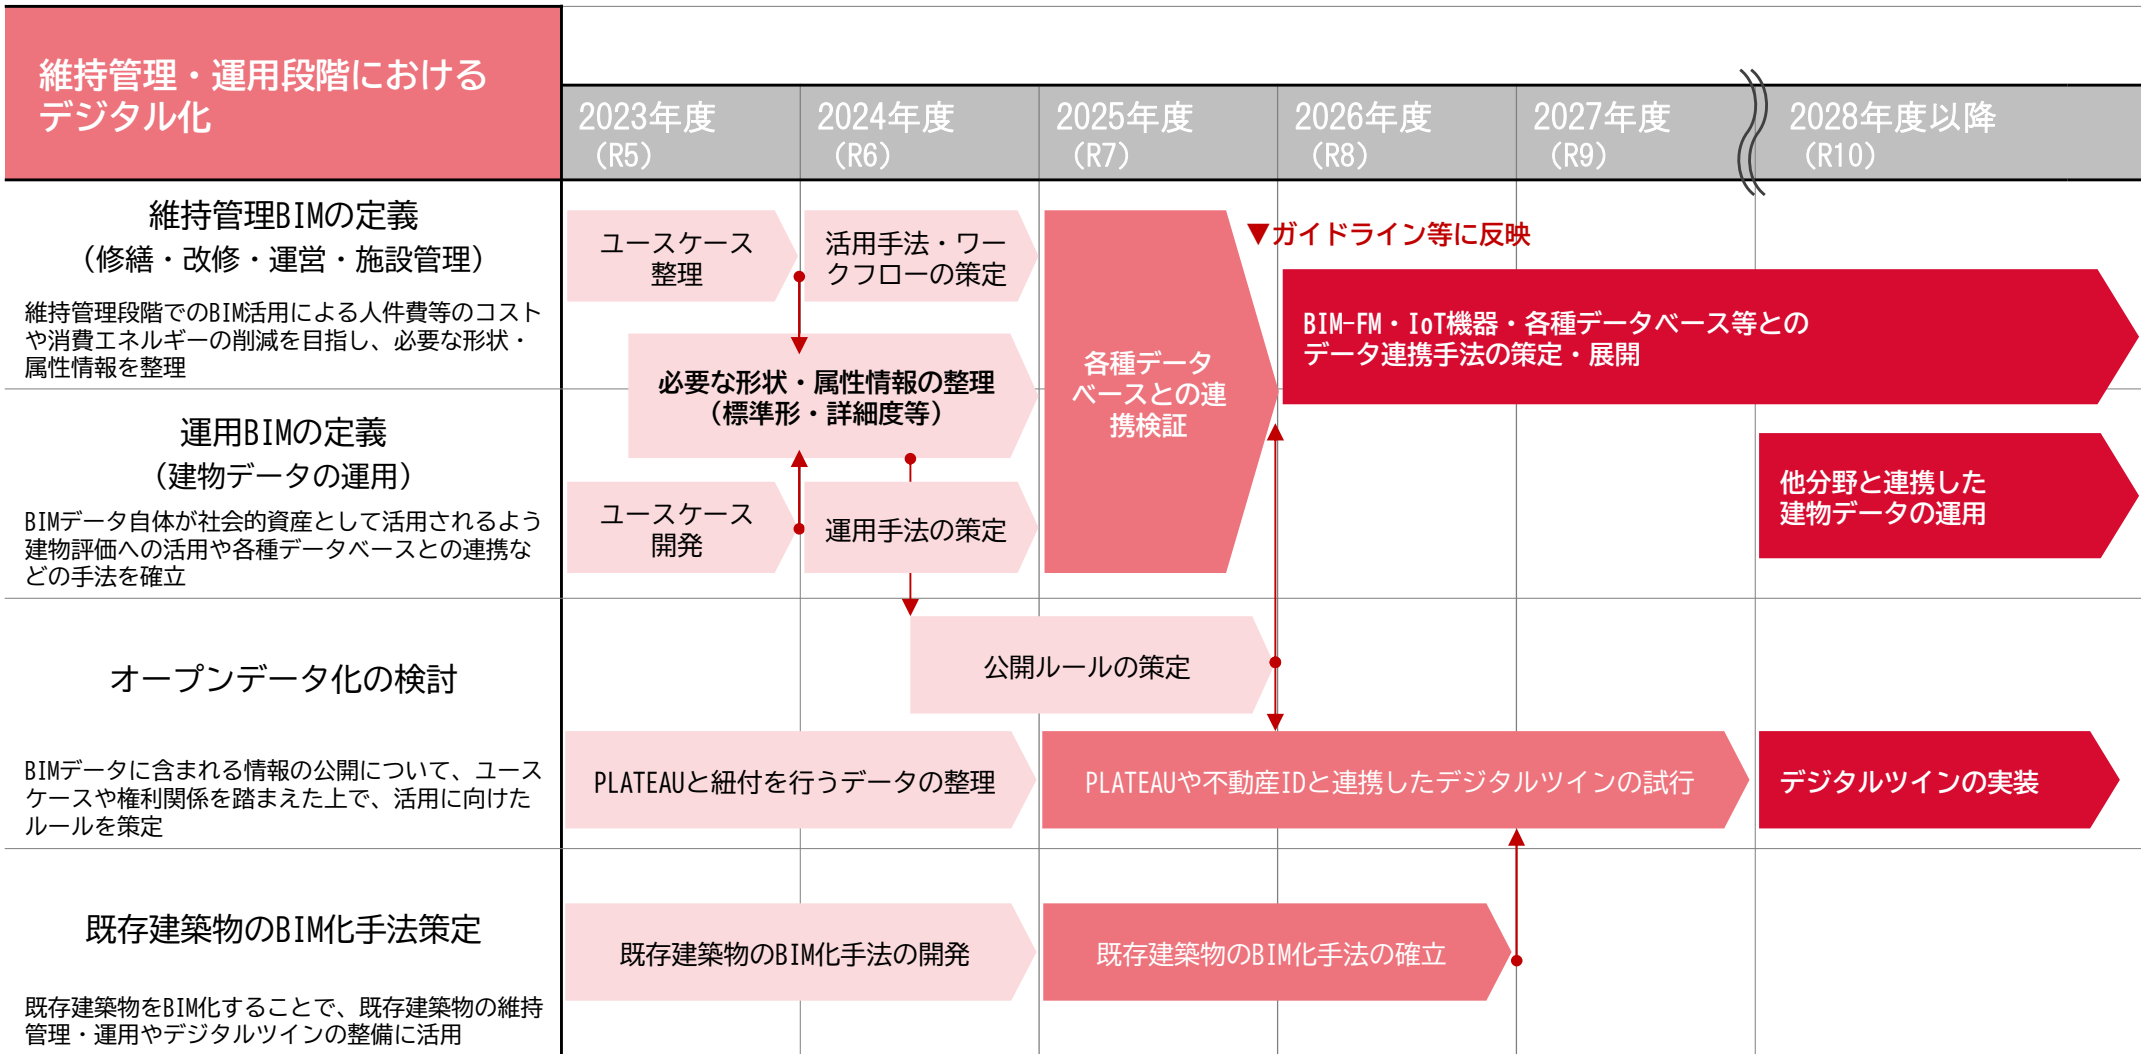 維持管理・運用段階における
デジタル化
2023年度
（R5）
2024年度
（R6）
2025年度
（R7）
2026年度
（R8）
2027年度
（R9）
2028年度以降
（R10）
維持管理BIMの定義
（修繕・改修・運営・施設管理）
維持管理段階でのBIM活用による人件費等のコスト
や消費エネルギーの削減を目指し、必要な形状・
属性情報を整理
ユースケース
整理
活用手法・ワー
クフローの策定
必要な形状・属性情報の整理
（標準形・詳細度等）
各種データ
ベースとの連
携検証
▼ガイドライン等に反映
BIM-FM・IoT機器・各種データベース等との
データ連携手法の策定・展開
運用BIMの定義
（建物データの運用）
BIMデータ自体が社会的資産として活用されるよう
建物評価への活用や各種データベースとの連携な
どの手法を確立
ユースケース
開発
運用手法の策定
他分野と連携した
建物データの運用
オープンデータ化の検討
BIMデータに含まれる情報の公開について、ユース
ケースや権利関係を踏まえた上で、活用に向けた
ルールを策定
公開ルールの策定
PLATEAUと紐付を行うデータの整理
PLATEAUや不動産IDと連携したデジタルツインの試行
デジタルツインの実装
既存建築物のBIM化手法策定
既存建築物をBIM化することで、既存建築物の維持
管理・運用やデジタルツインの整備に活用
既存建築物のBIM化手法の開発
既存建築物のBIM化手法の確立